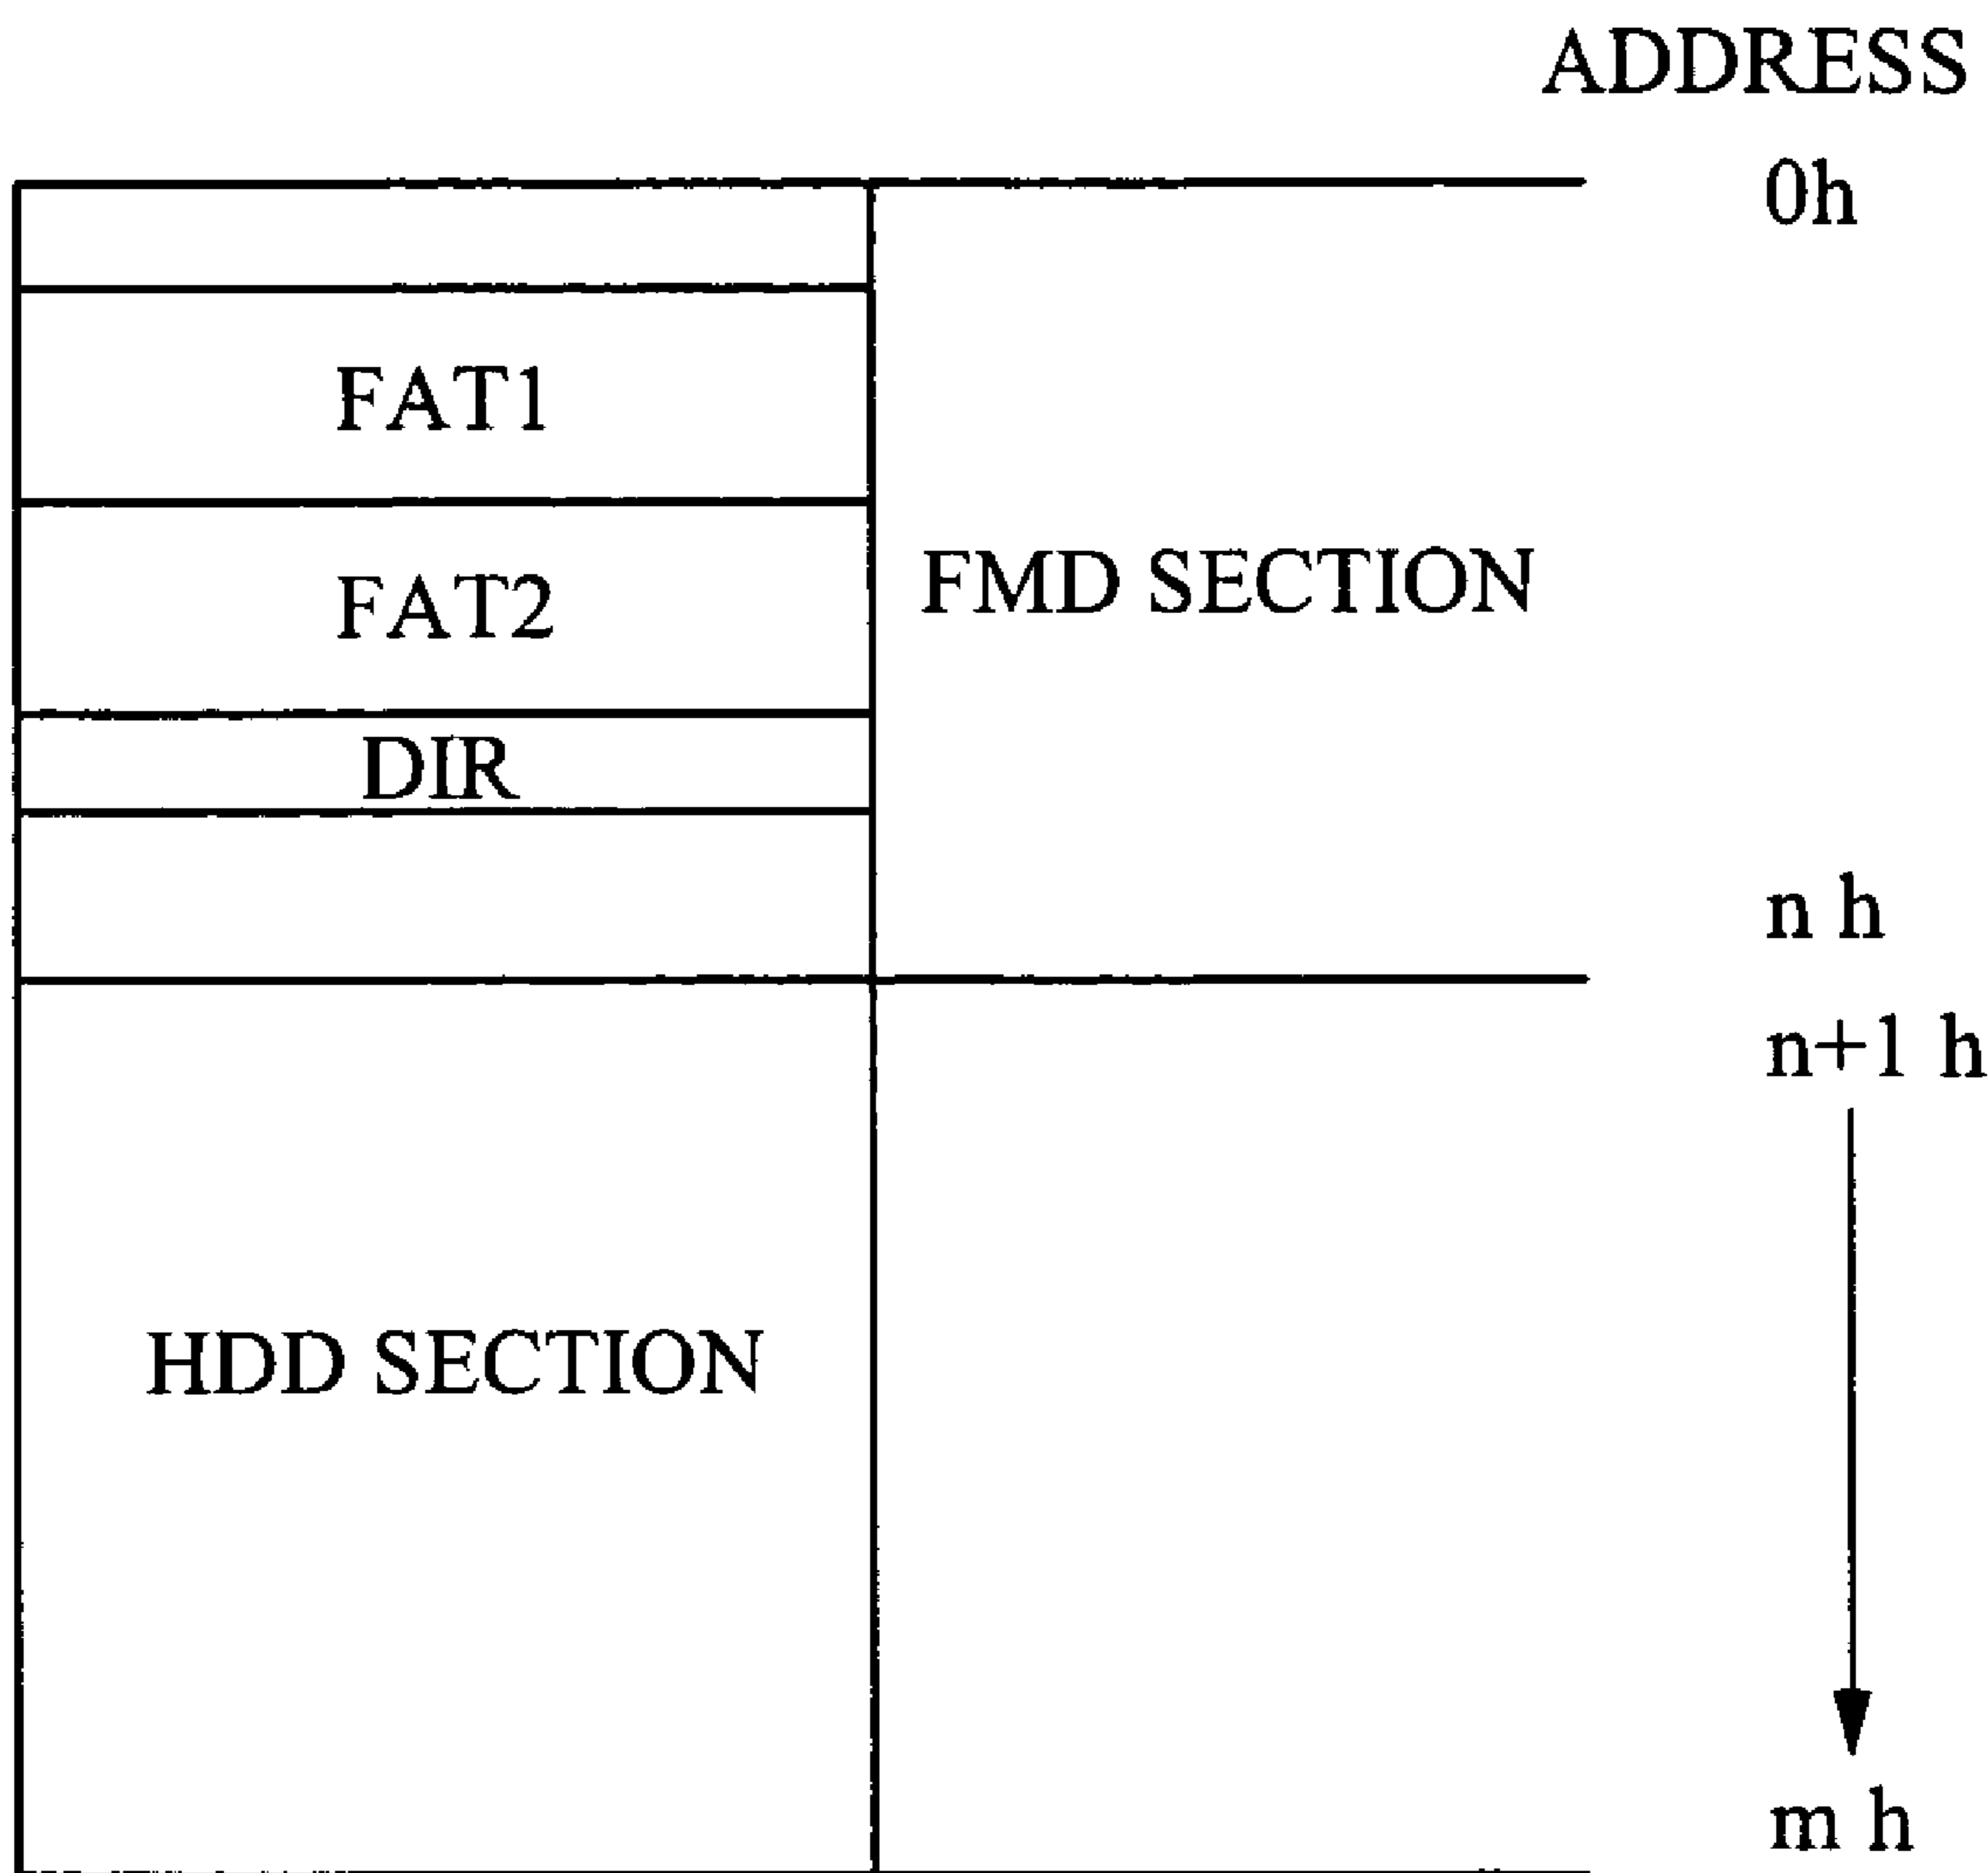 ADDRESS
0h
FAT1
FAT2
FMD SECTION
DIR
n h
n+1 h
HDD SECTION
m h